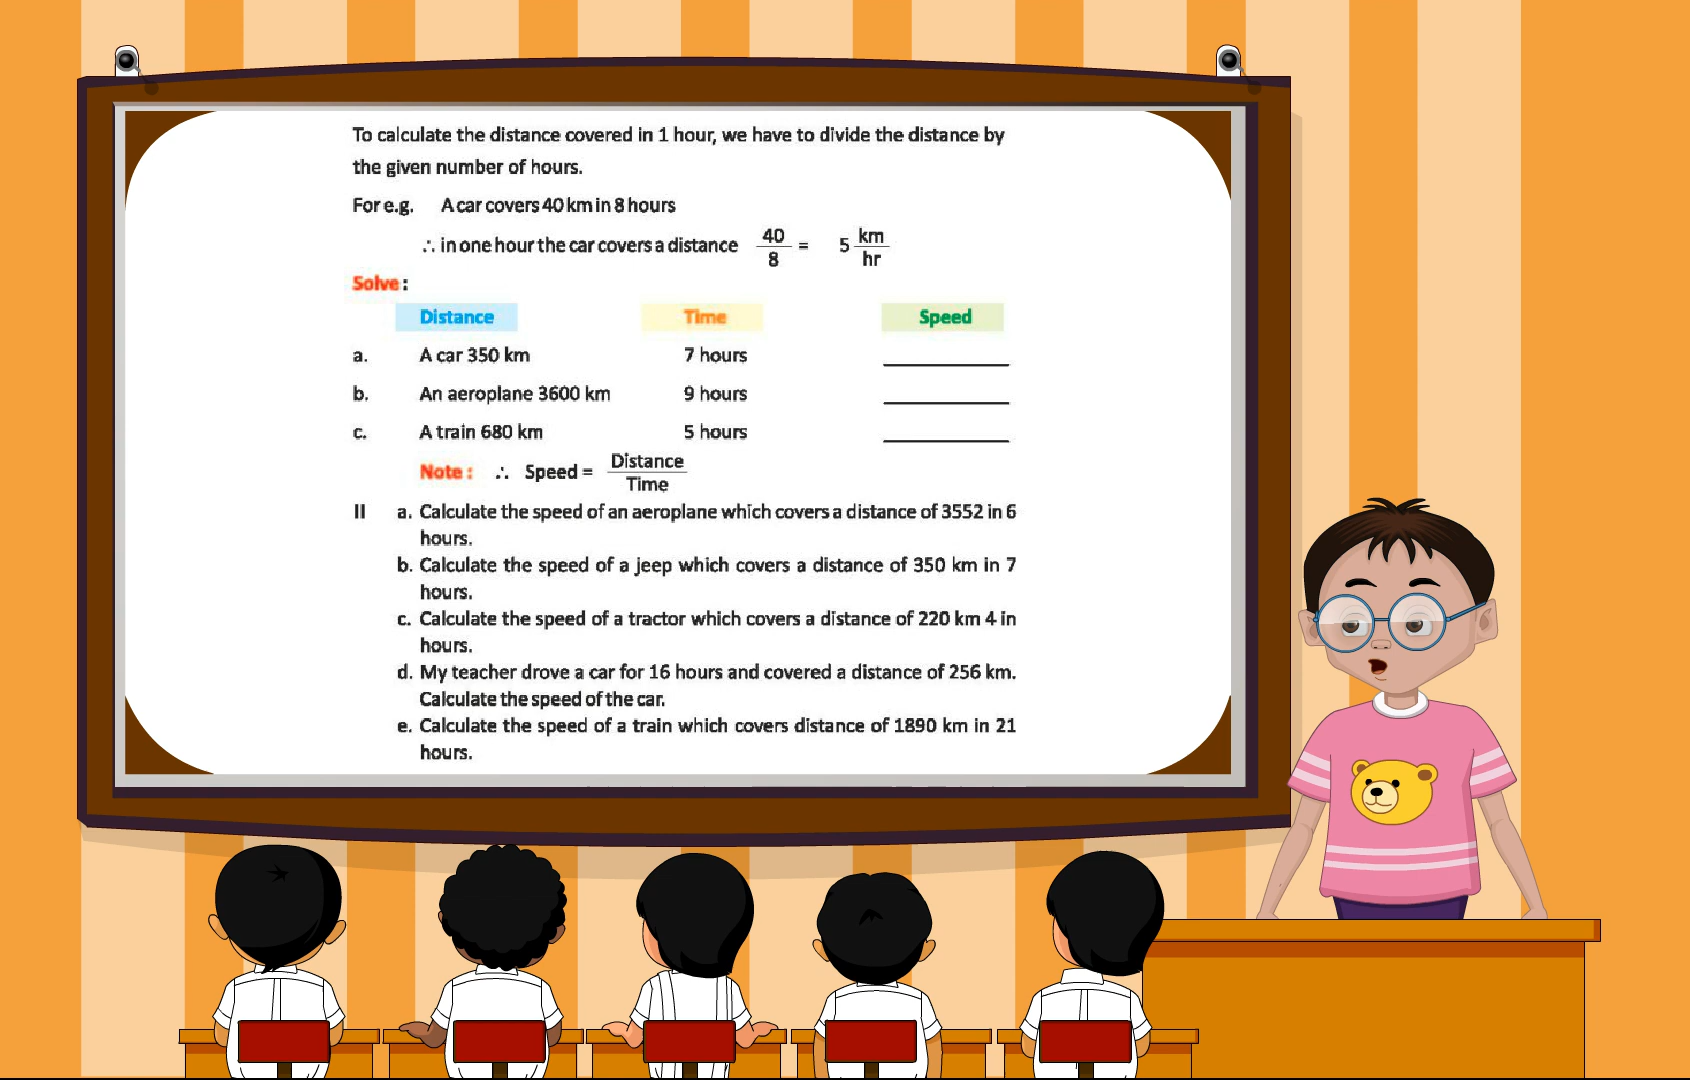 To calculate the distance covered in 1 hour, we have to divide the distance by
the given number of hours.
For e.g. A car covers 40 km in 8 hours
∴ in one hour the car covers a distance 40/8 = 5 km/hr
Solve :
Distance Time Speed
a. A car 350 km 7 hours
b. An aeroplane 3600 km 9 hours
c. A train 680 km 5 hours
Note : ∴ Speed = Distance/Time
II a. Calculate the speed of an aeroplane which covers a distance of 3552 in 6
hours.
b. Calculate the speed of a jeep which covers a distance of 350 km in 7
hours.
c. Calculate the speed of a tractor which covers a distance of 220 km 4 in
hours.
d. My teacher drove a car for 16 hours and covered a distance of 256 km.
Calculate the speed of the car.
e. Calculate the speed of a train which covers distance of 1890 km in 21
hours.